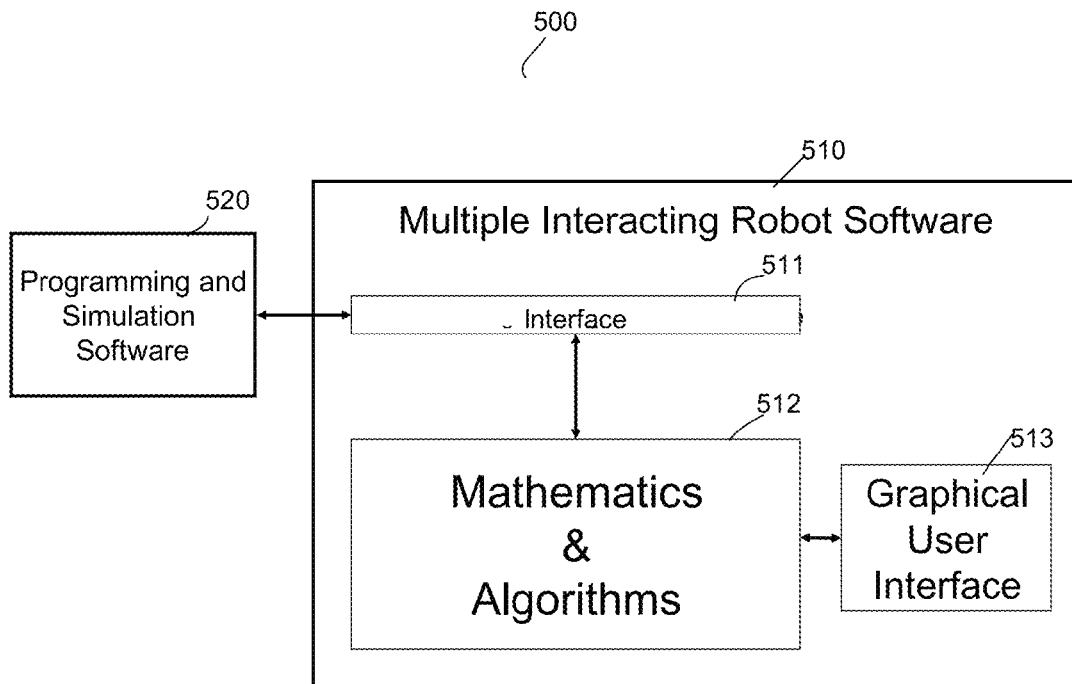 500
510
520
Multiple Interacting Robot Software
Programming and
Simulation
Software
511
Interface
512
513
Mathematics
&
Algorithms
Graphical
User
Interface